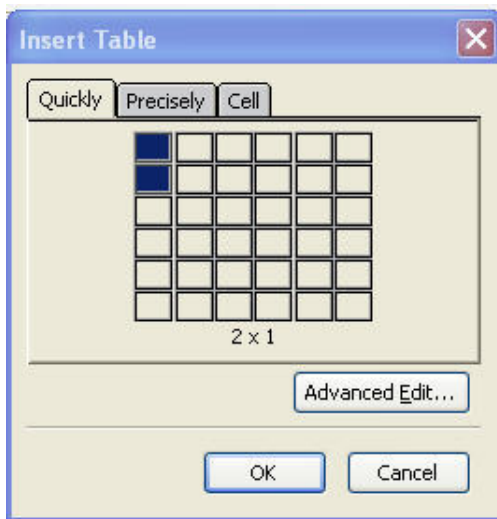 Insert Table
Quickly Precisely Cell
2 x 1
Advanced Edit...
OK Cancel